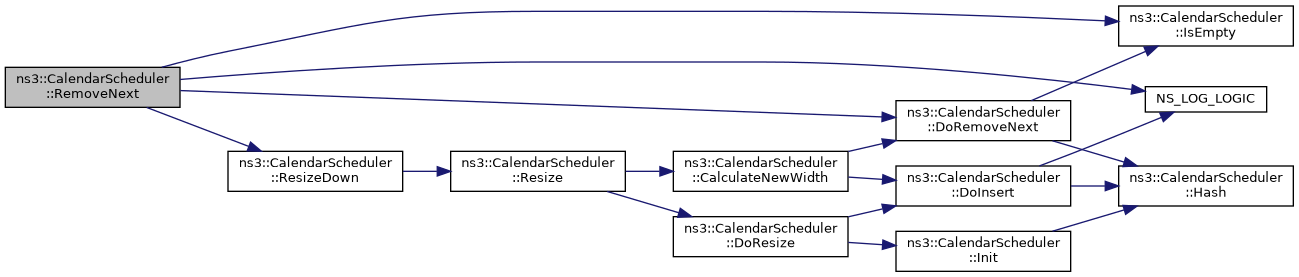 ns3::CalendarScheduler
::RemoveNext
ns3::CalendarScheduler
::ResizeDown
ns3::CalendarScheduler
::Resize
ns3::CalendarScheduler
::CalculateNewWidth
ns3::CalendarScheduler
::DoResize
ns3::CalendarScheduler
::DoRemoveNext
ns3::CalendarScheduler
::DoInsert
ns3::CalendarScheduler
::Init
ns3::CalendarScheduler
::IsEmpty
NS_LOG_LOGIC
ns3::CalendarScheduler
::Hash